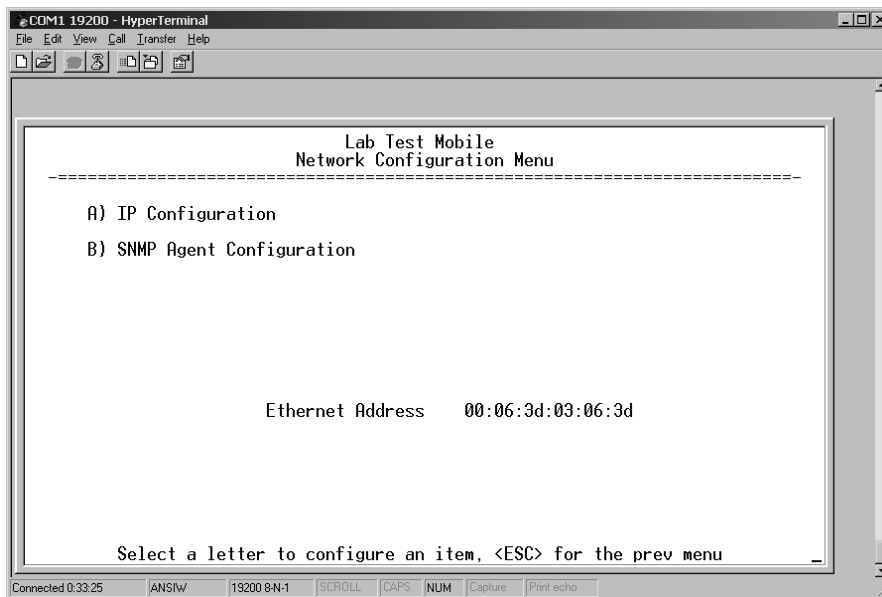 COM1 19200 - HyperTerminal
File Edit View Call Transfer Help
Lab Test Mobile
Network Configuration Menu
-==========================================================================-
A) IP Configuration
B) SNMP Agent Configuration
Ethernet Address 00:06:3d:03:06:3d
Select a letter to configure an item, <ESC> for the prev menu _
Connected 0:33:25 ANSIW 19200 8-N-1 SCROLL CAPS NUM Capture Print echo